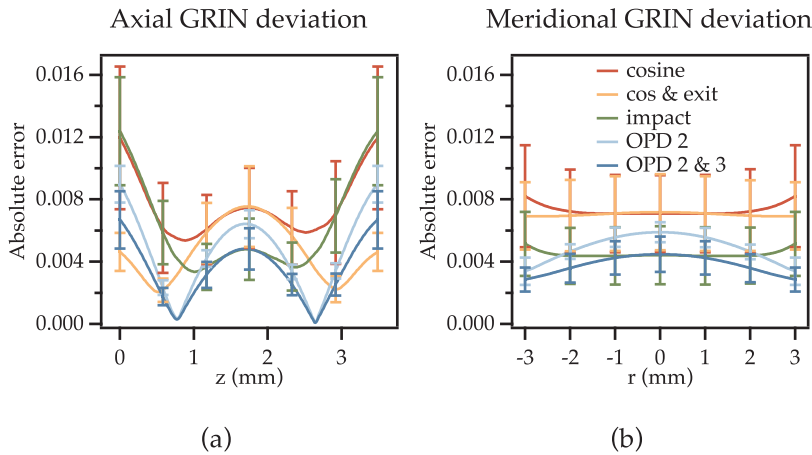 Axial GRIN deviation
Meridional GRIN deviation
Absolute error
0.016
0.012
0.008
0.004
0.000
0 1 2 3
z (mm)
(a)
Absolute error
0.016
0.012
0.008
0.004
0.000
cosine
cos & exit
impact
OPD 2
OPD 2 & 3
-3 -2 -1 0 1 2 3
r (mm)
(b)